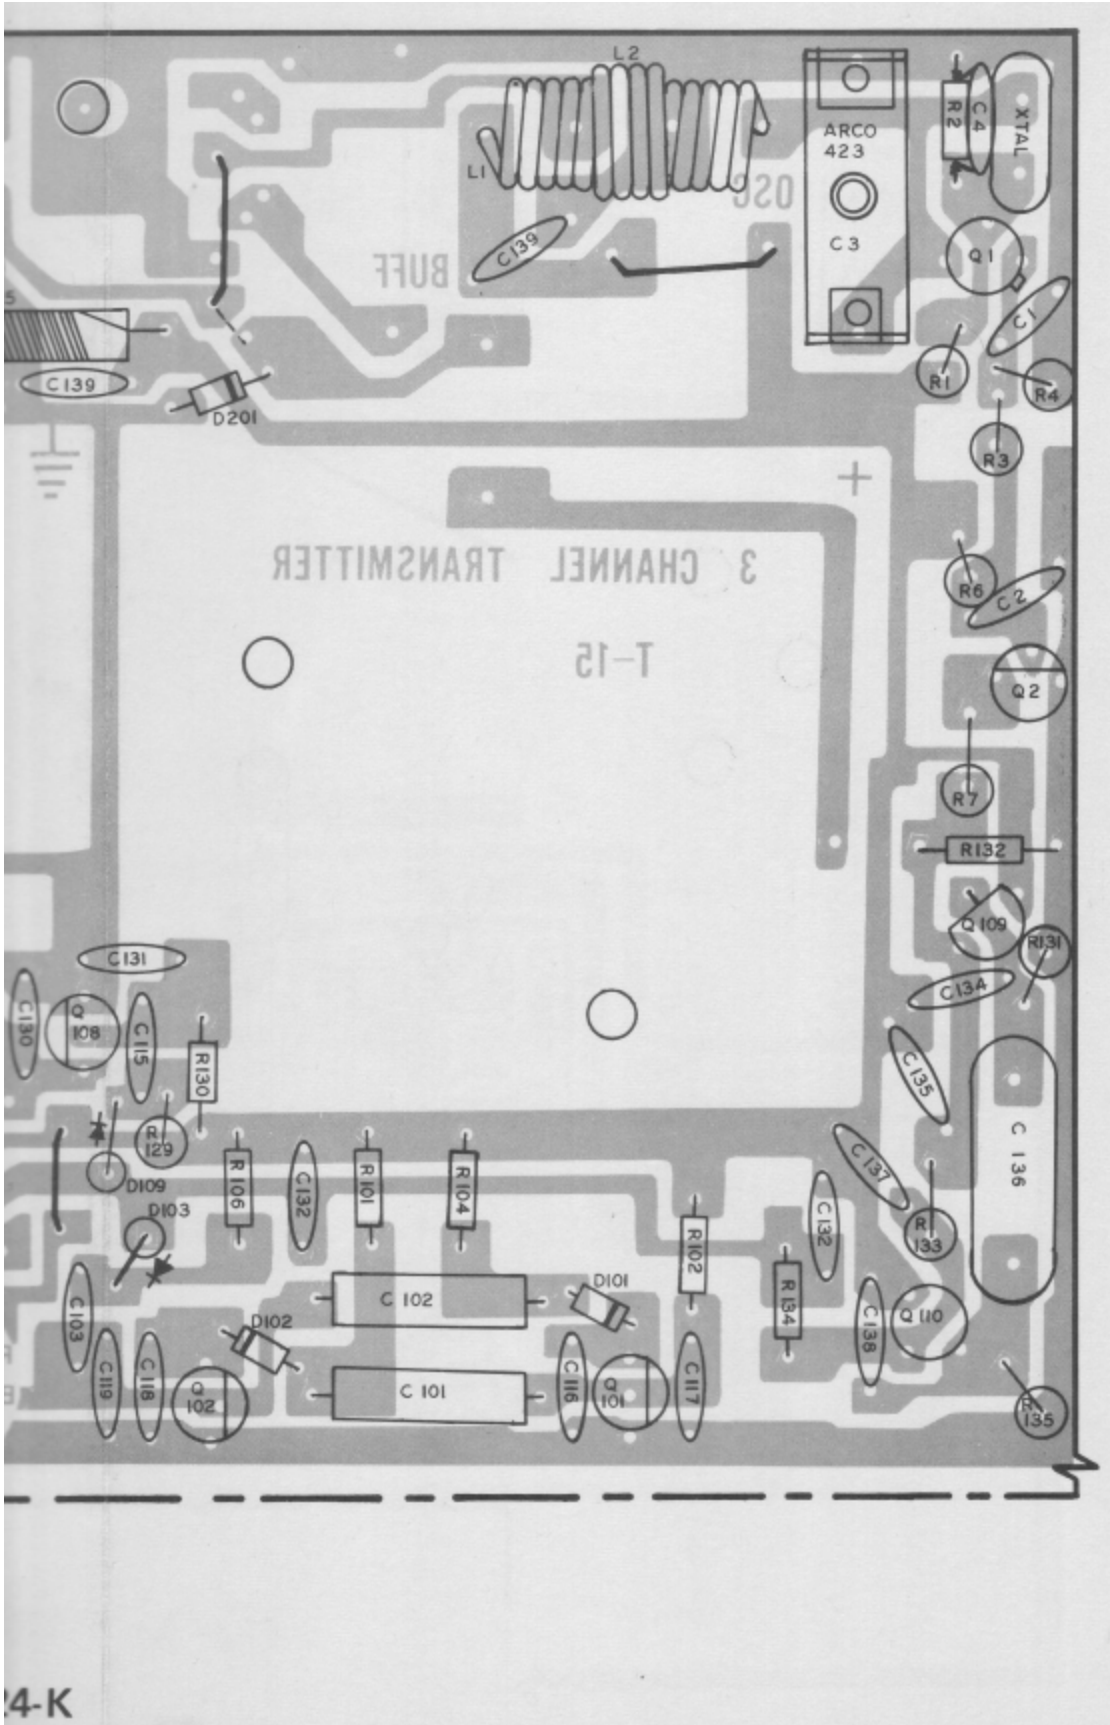 L2
L1
ARCO
423
C3
R2
C4
XTAL
OSC
C139
BUFF
Q1
C1
5
C139
D201
R1
R4
R3
+
3 CHANNEL TRANSMITTER
R6
C2
T-15
Q2
R7
R132
Q109
R131
C131
C134
C130
Q
108
C115
R130
C135
R
129
C
136
D109
D103
R106
C132
R101
R104
C137
C132
R
133
R102
C103
C 102
D101
R134
C138
Q110
D102
C119
C118
Q
102
C 101
C116
Q
101
C117
R
135
24-K